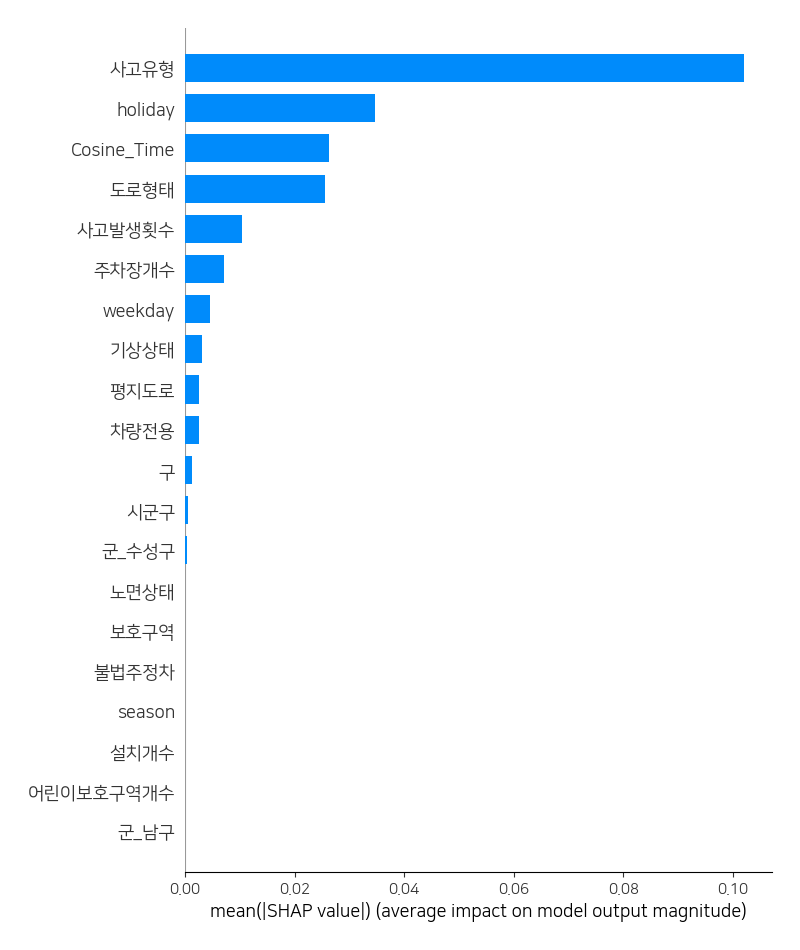 사고유형
holiday
Cosine_Time
도로형태
사고발생횟수
주차장개수
weekday
기상상태
평지도로
차량전용
구
시군구
군_수성구
노면상태
보호구역
불법주정차
season
설치개수
어린이보호구역개수
군_남구
0.00 0.02 0.04 0.06 0.08 0.10
mean(|SHAP value|) (average impact on model output magnitude)